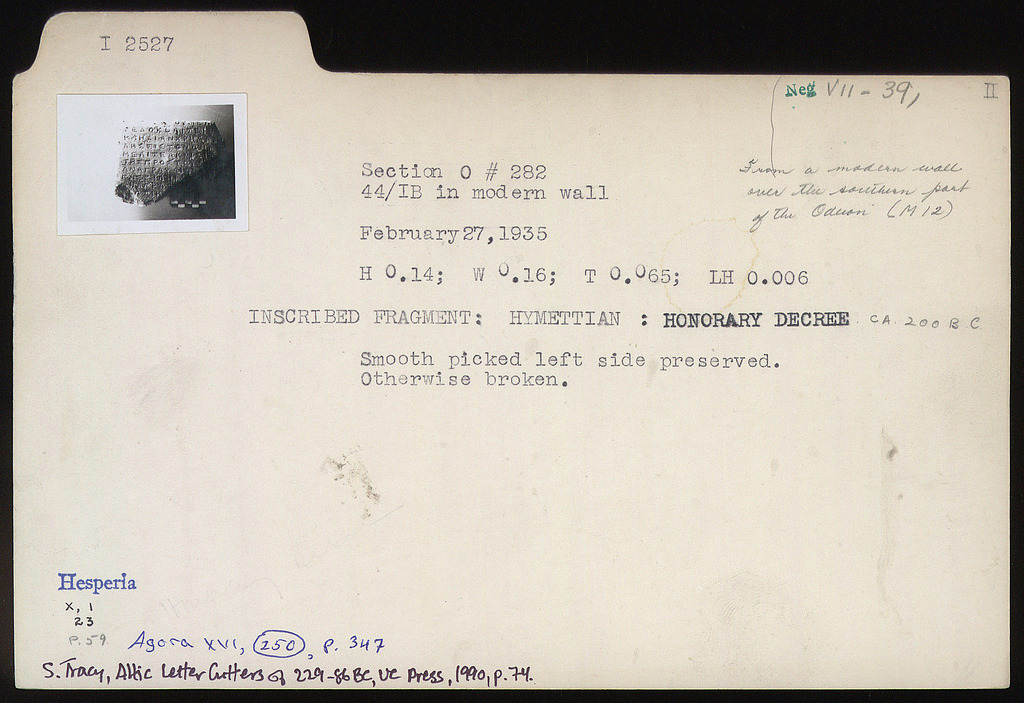 I 2527
Neg VII - 39,
II
Section O # 282
44/IB in modern wall
From a modern wall
over the southern part
of the Odeion (M 12)
February 27, 1935
H 0.14; W 0.16; T 0.065; LH 0.006
INSCRIBED FRAGMENT: HYMETTIAN : HONORARY DECREE CA. 200 B.C.
Smooth picked left side preserved.
Otherwise broken.
Hesperia
X, 1
23
P. 59
Agora XVI, 250, P. 347
S. Tracy, Attic Letter Cutters of 229-86 BC, UC Press, 1990, p. 74.